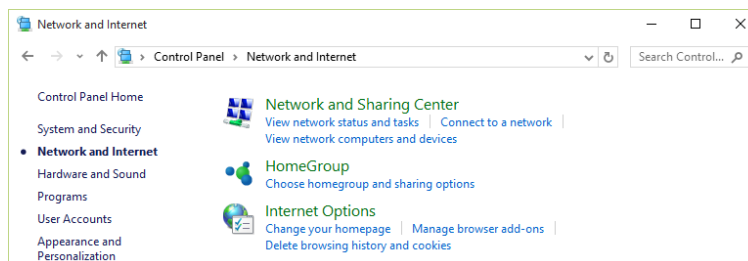 Network and Internet
Control Panel > Network and Internet
Search Control...
Control Panel Home
System and Security
Network and Internet
Hardware and Sound
Programs
User Accounts
Appearance and
Personalization
Network and Sharing Center
View network status and tasks | Connect to a network |
View network computers and devices
HomeGroup
Choose homegroup and sharing options
Internet Options
Change your homepage | Manage browser add-ons |
Delete browsing history and cookies